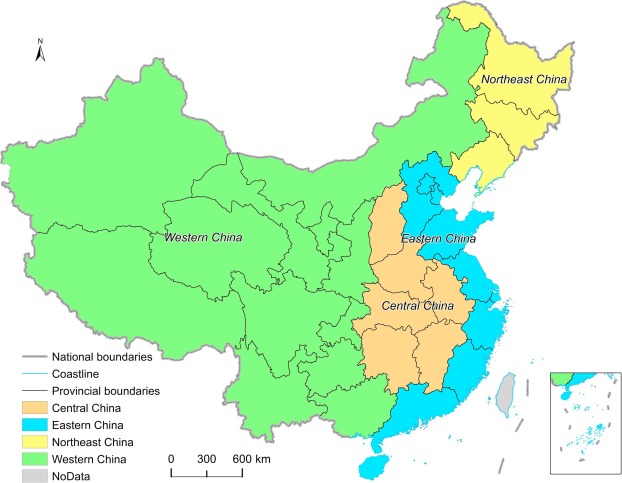 N
Northeast China
Western China
Eastern China
Central China
National boundaries
Coastline
Provincial boundaries
Central China
Eastern China
Northeast China
Western China
NoData
0 300 600 km